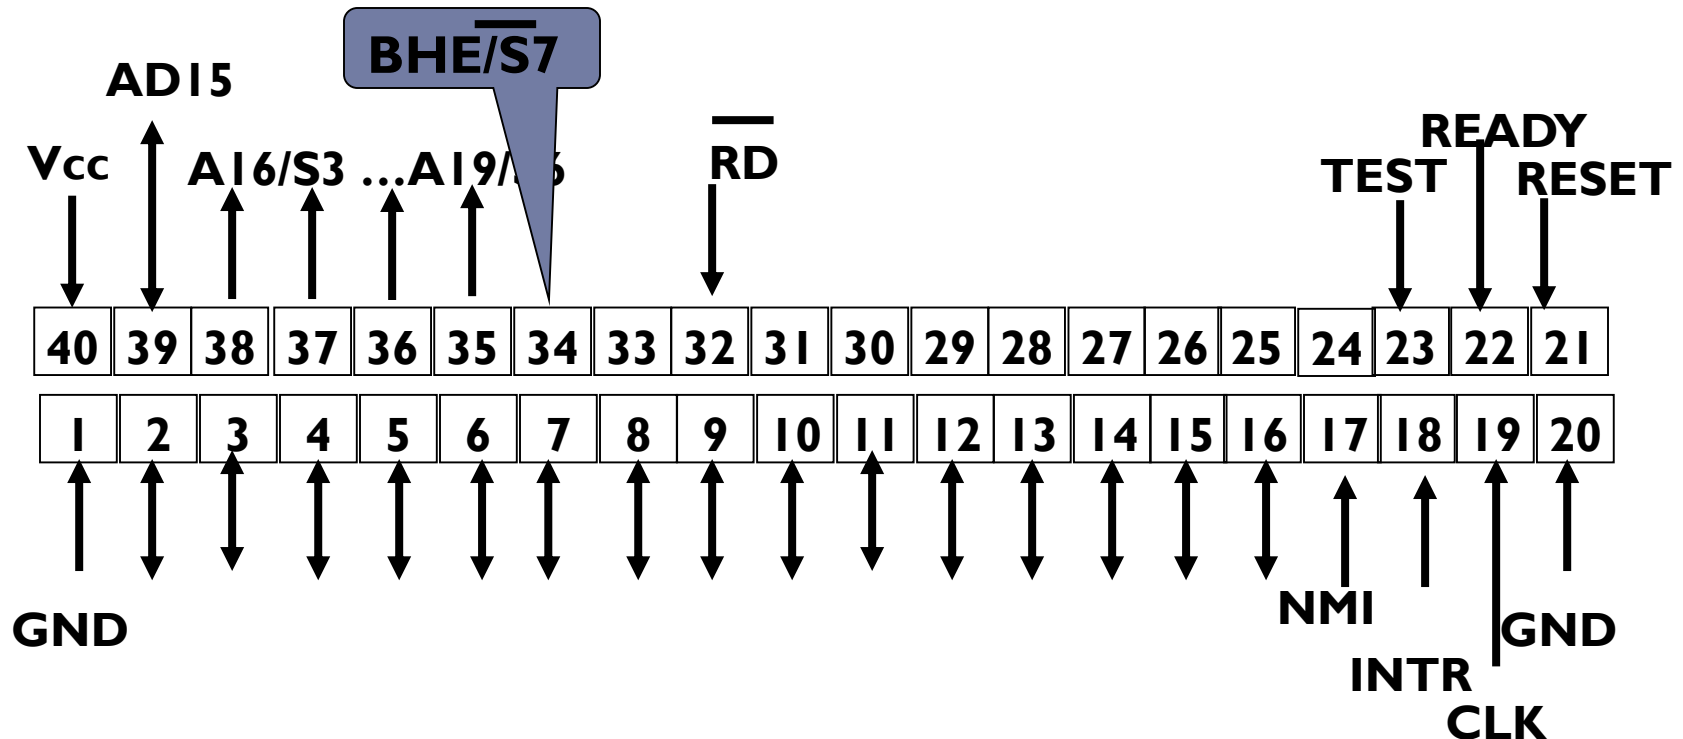 BHE/S7
AD15
READY
Vcc A16/S3 ...A19/S6 RD TEST RESET
40 39 38 37 36 35 34 33 32 31 30 29 28 27 26 25 24 23 22 21
1 2 3 4 5 6 7 8 9 10 11 12 13 14 15 16 17 18 19 20
NMI
GND GND
INTR
CLK